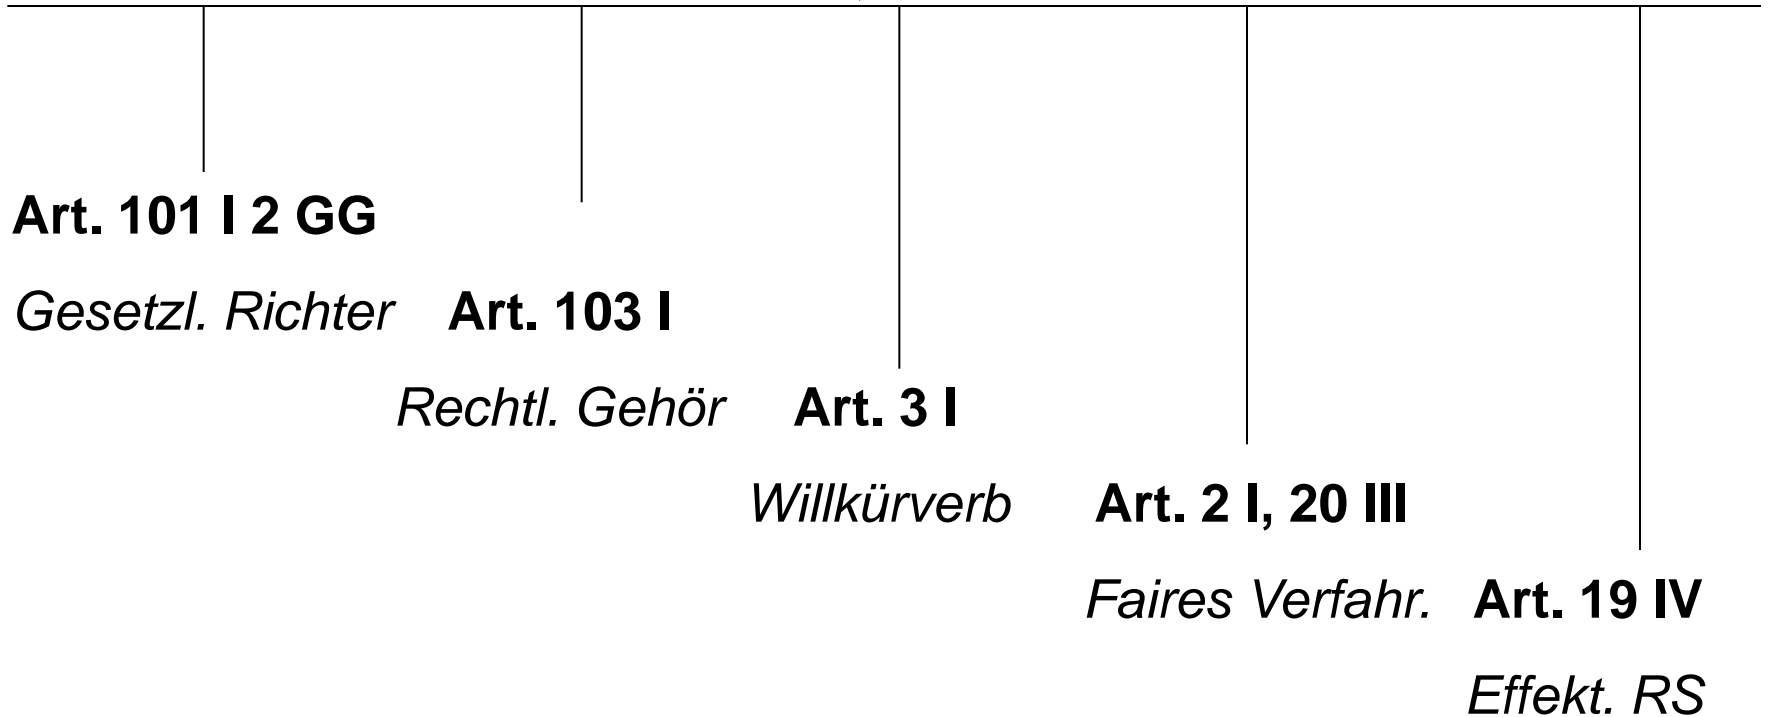 Art. 101 I 2 GG
Gesetzl. Richter Art. 103 I
Rechtl. Gehör Art. 3 I
Willkürverb Art. 2 I, 20 III
Faires Verfahr. Art. 19 IV
Effekt. RS